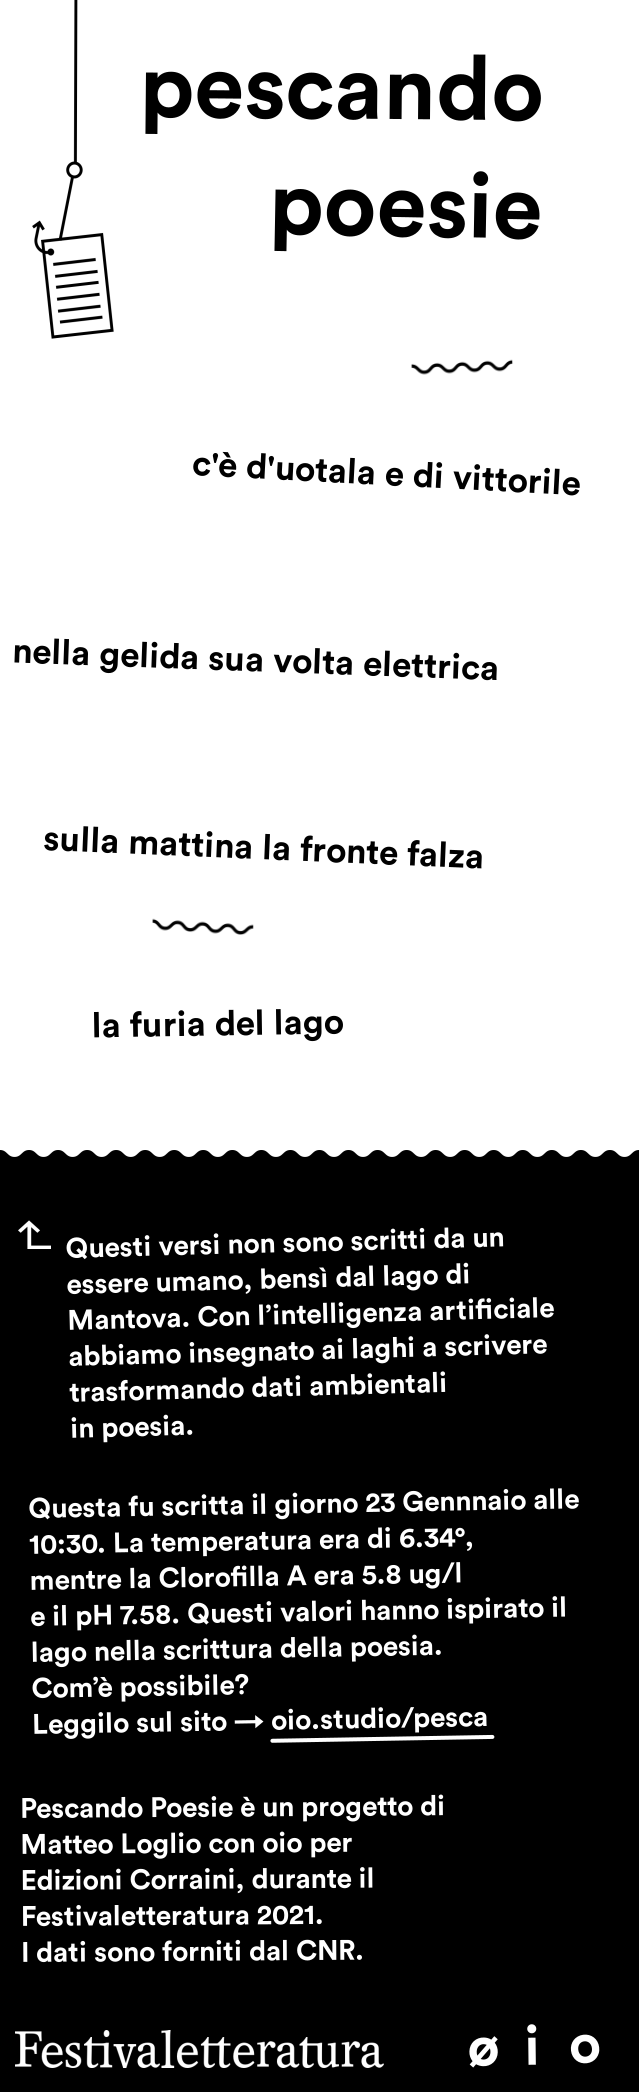 pescando
poesie
c'è d'uotala e di vittorile
nella gelida sua volta elettrica
sulla mattina la fronte falza
la furia del lago
Questi versi non sono scritti da un
essere umano, bensì dal lago di
Mantova. Con l’intelligenza artificiale
abbiamo insegnato ai laghi a scrivere
trasformando dati ambientali
in poesia.
Questa fu scritta il giorno 23 Gennnaio alle
10:30. La temperatura era di 6.34°,
mentre la Clorofilla A era 5.8 ug/l
e il pH 7.58. Questi valori hanno ispirato il
lago nella scrittura della poesia.
Com’è possibile?
Leggilo sul sito → oio.studio/pesca
Pescando Poesie è un progetto di
Matteo Loglio con oio per
Edizioni Corraini, durante il
Festivaletteratura 2021.
I dati sono forniti dal CNR.
Festivaletteratura ø i o